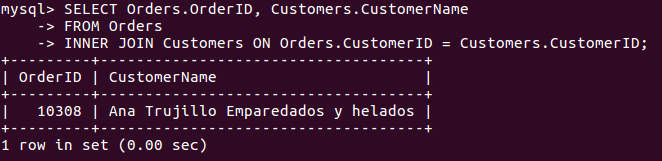 mysql> SELECT Orders.OrderID, Customers.CustomerName
    -> FROM Orders
    -> INNER JOIN Customers ON Orders.CustomerID = Customers.CustomerID;
+---------+------------------------------------+
| OrderID | CustomerName                       |
+---------+------------------------------------+
|   10308 | Ana Trujillo Emparedados y helados |
+---------+------------------------------------+
1 row in set (0.00 sec)